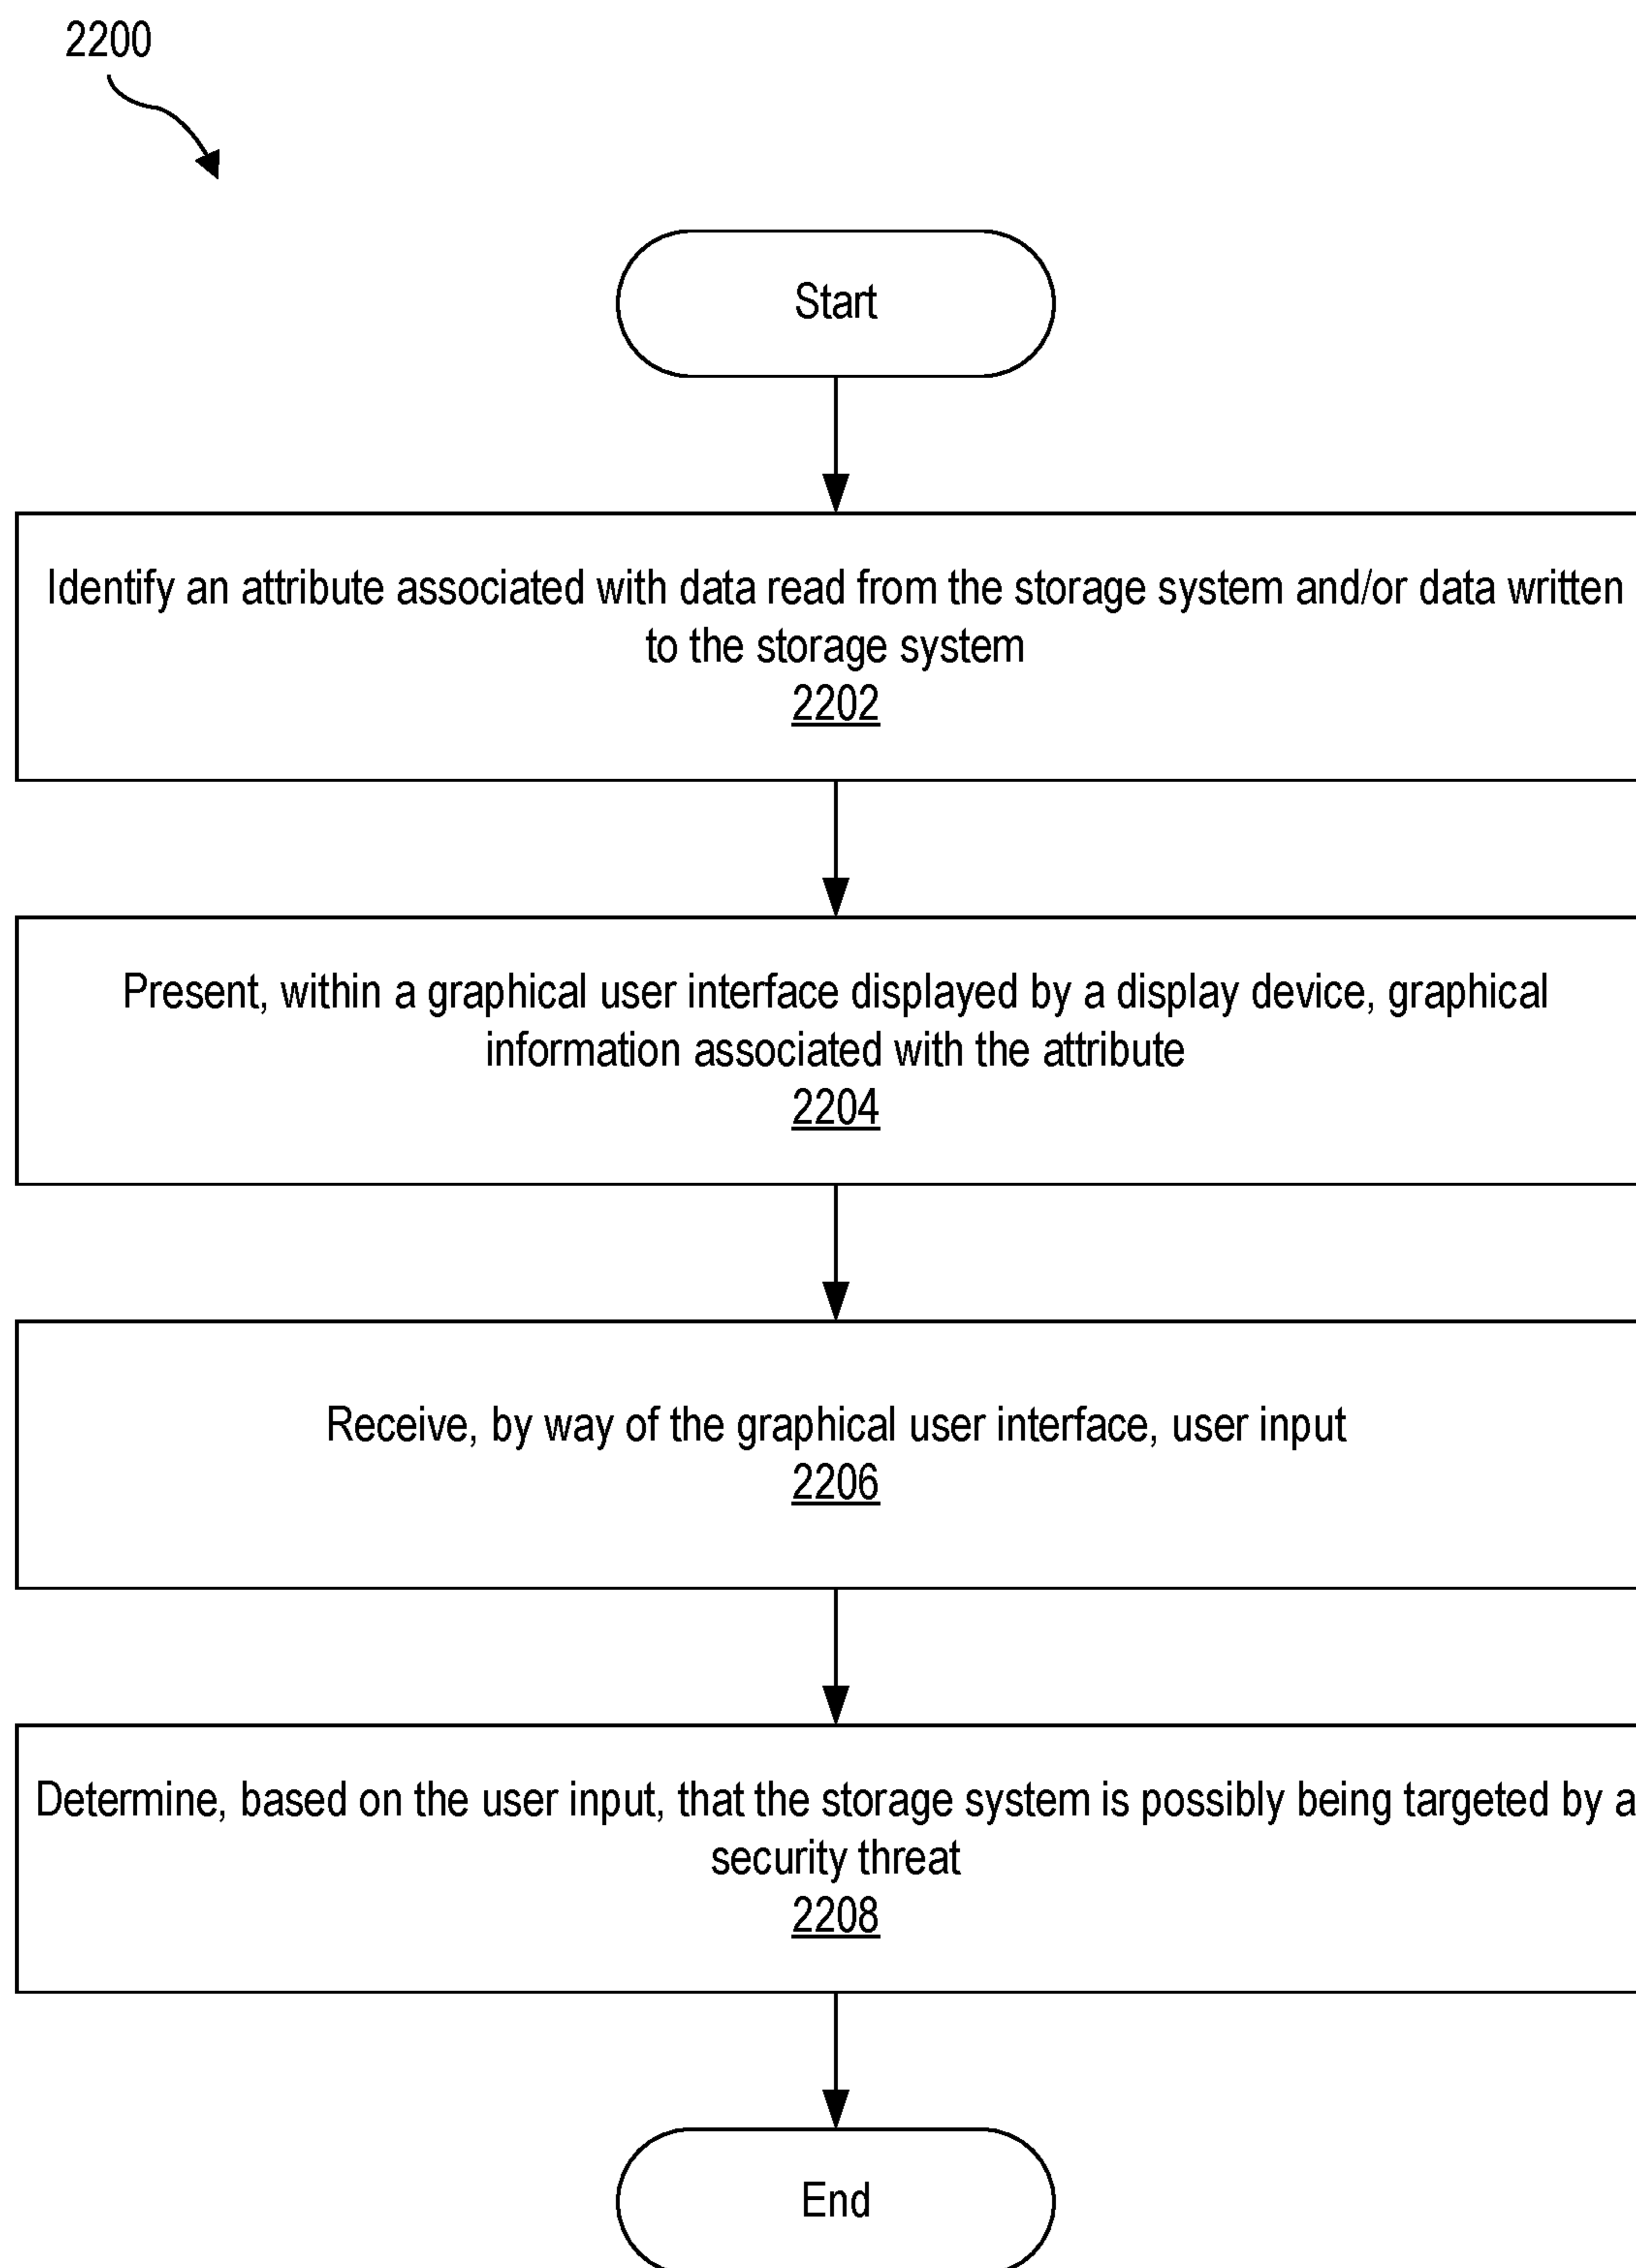 2200
Start
Identify an attribute associated with data read from the storage system and/or data written
to the storage system
2202
Present, within a graphical user interface displayed by a display device, graphical
information associated with the attribute
2204
Receive, by way of the graphical user interface, user input
2206
Determine, based on the user input, that the storage system is possibly being targeted by a
security threat
2208
End